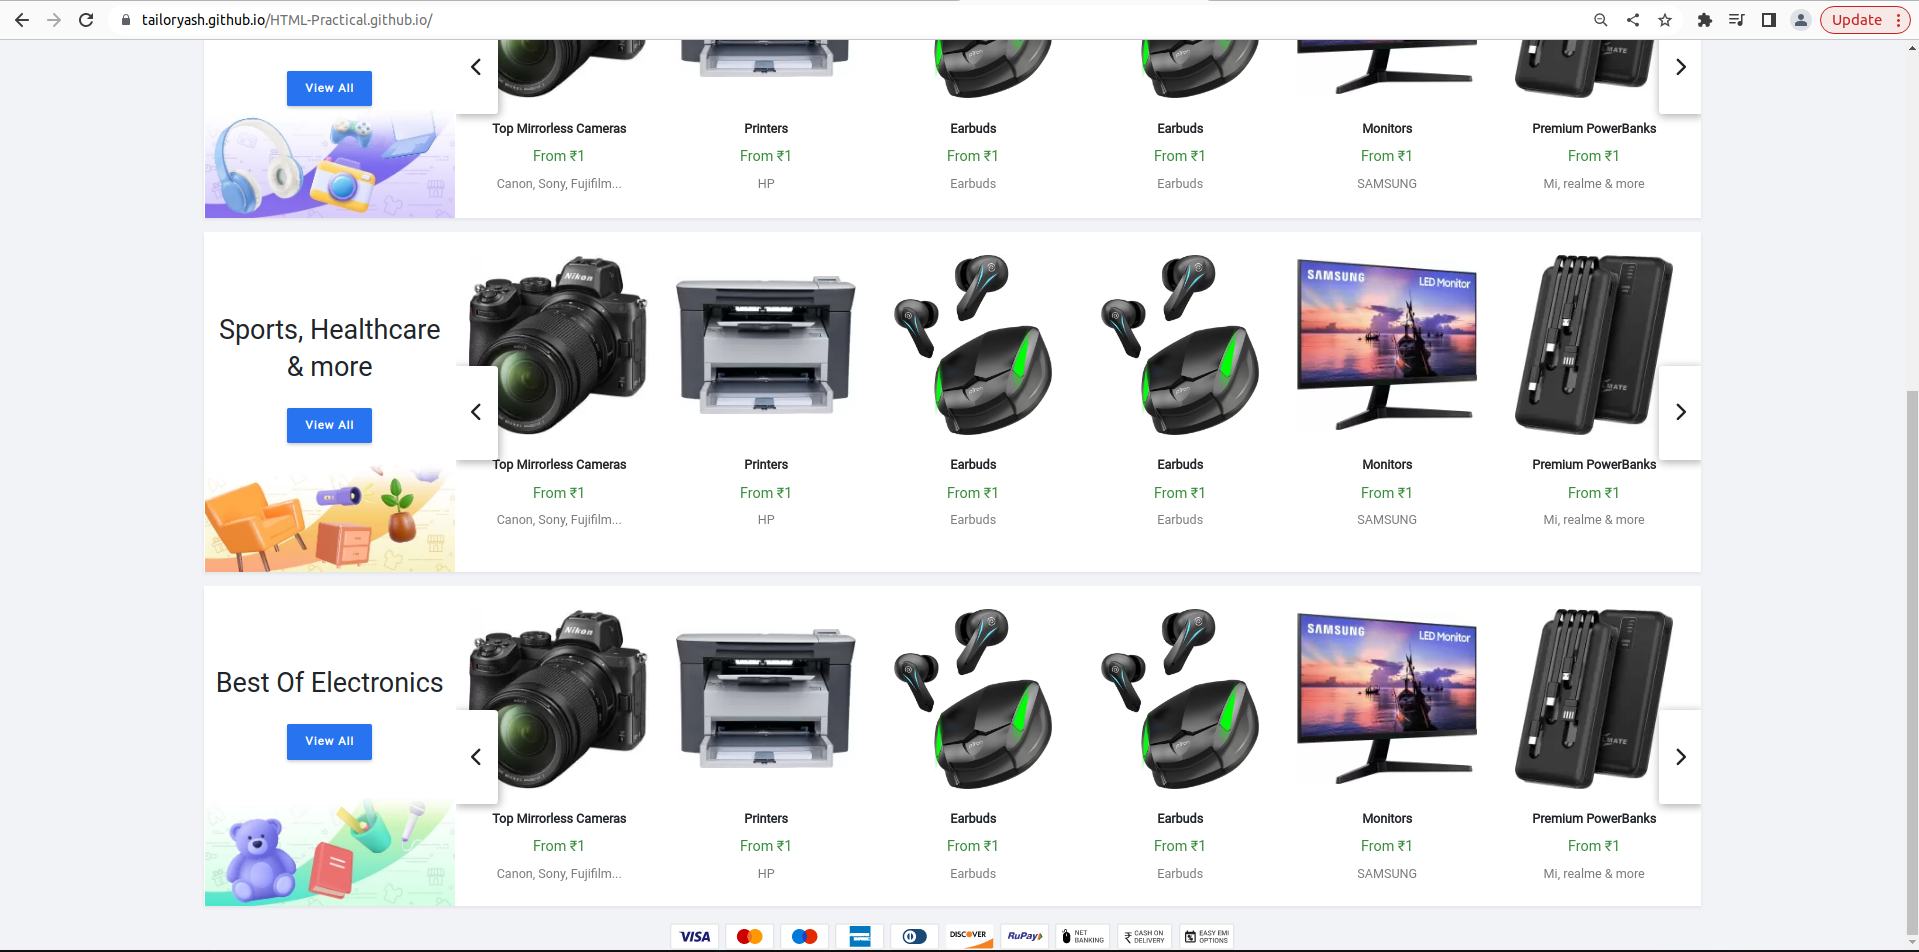 tailoryash.github.io/HTML-Practical.github.io/
Update
View All
Top Mirrorless Cameras
From ₹1
Canon, Sony, Fujifilm...
Printers
From ₹1
HP
Earbuds
From ₹1
Earbuds
Earbuds
From ₹1
Earbuds
Monitors
From ₹1
SAMSUNG
Premium PowerBanks
From ₹1
Mi, realme & more
Sports, Healthcare
& more
View All
Nikon
SAMSUNG
LED Monitor
Top Mirrorless Cameras
From ₹1
Canon, Sony, Fujifilm...
Printers
From ₹1
HP
Earbuds
From ₹1
Earbuds
Earbuds
From ₹1
Earbuds
Monitors
From ₹1
SAMSUNG
Premium PowerBanks
From ₹1
Mi, realme & more
Best Of Electronics
View All
Nikon
SAMSUNG
LED Monitor
Top Mirrorless Cameras
From ₹1
Canon, Sony, Fujifilm...
Printers
From ₹1
HP
Earbuds
From ₹1
Earbuds
Earbuds
From ₹1
Earbuds
Monitors
From ₹1
SAMSUNG
Premium PowerBanks
From ₹1
Mi, realme & more
VISA
DISCOVER
RuPay
NET
BANKING
₹ CASH ON
DELIVERY
EASY EMI
OPTIONS